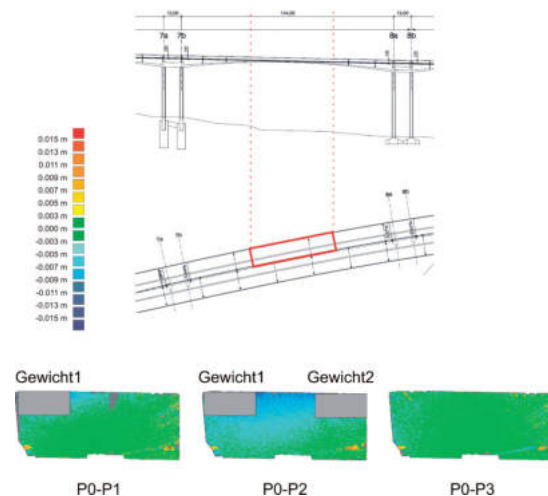 7a 7b 8a 8b
0.015 m
0.013 m
0.011 m
0.009 m
0.007 m
0.005 m
0.003 m
0.000 m
-0.003 m
-0.005 m
-0.007 m
-0.009 m
-0.011 m
-0.013 m
-0.015 m
Gewicht1
Gewicht1 Gewicht2
P0-P1 P0-P2 P0-P3